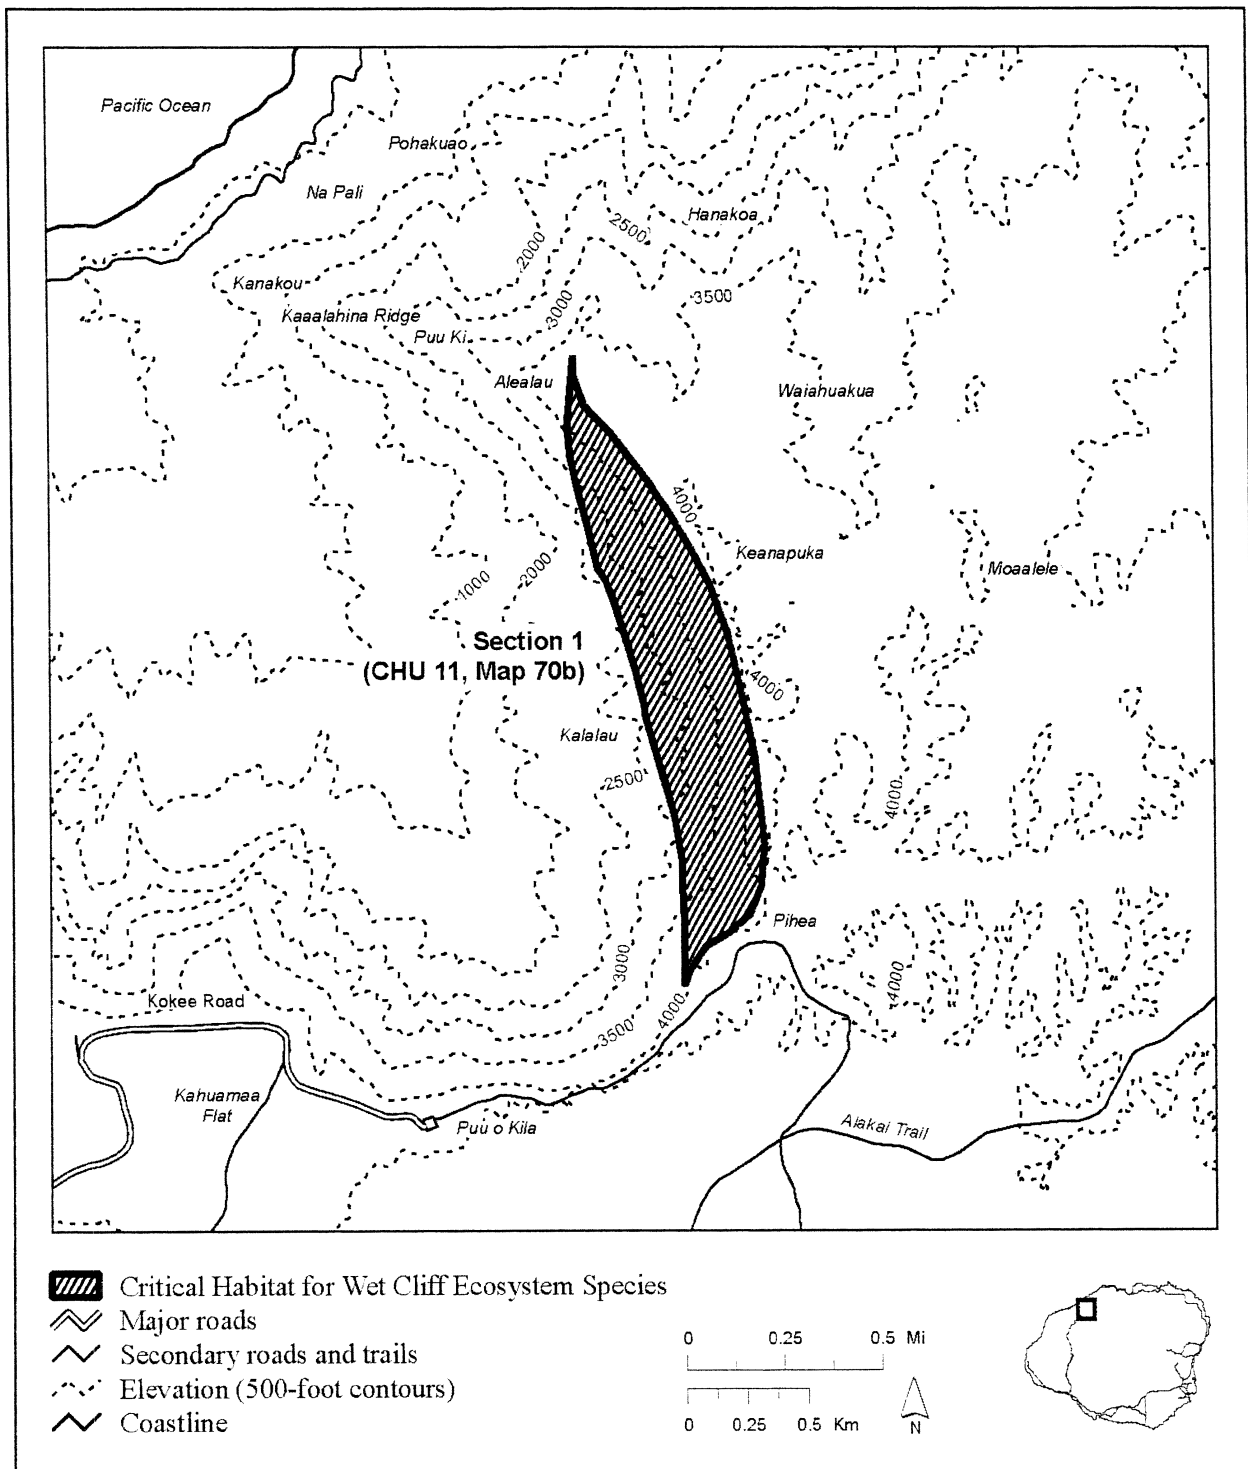 Pacific Ocean
Pohakuao
Na Pali
Hanakoa
2500
2000
Kanakou
3500
3000
Kaaalahina Ridge
Puu Ki
Alealau
Waiahuakua
4000
Keanapuka
2000
1000
Moaalele
Section 1
(CHU 11, Map 70b)
4000
Kalalau
2500
4000
Pihea
3000
4000
Kokee Road
4000
3500
Kahuamaa
Flat
Puu o Kila
Alakai Trail
Critical Habitat for Wet Cliff Ecosystem Species
Major roads
Secondary roads and trails
Elevation (500-foot contours)
Coastline
0 0.25 0.5 Mi
0 0.25 0.5 Km
N